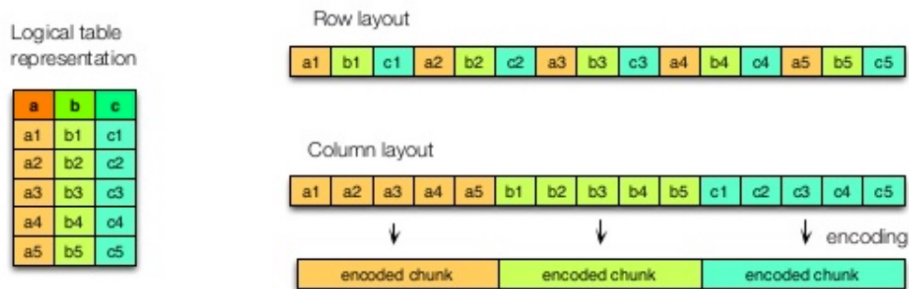 Logical table
representation
a b c
a1 b1 c1
a2 b2 c2
a3 b3 c3
a4 b4 c4
a5 b5 c5
Row layout
a1 b1 c1 a2 b2 c2 a3 b3 c3 a4 b4 c4 a5 b5 c5
Column layout
a1 a2 a3 a4 a5 b1 b2 b3 b4 b5 c1 c2 c3 c4 c5
encoding
encoded chunk encoded chunk encoded chunk